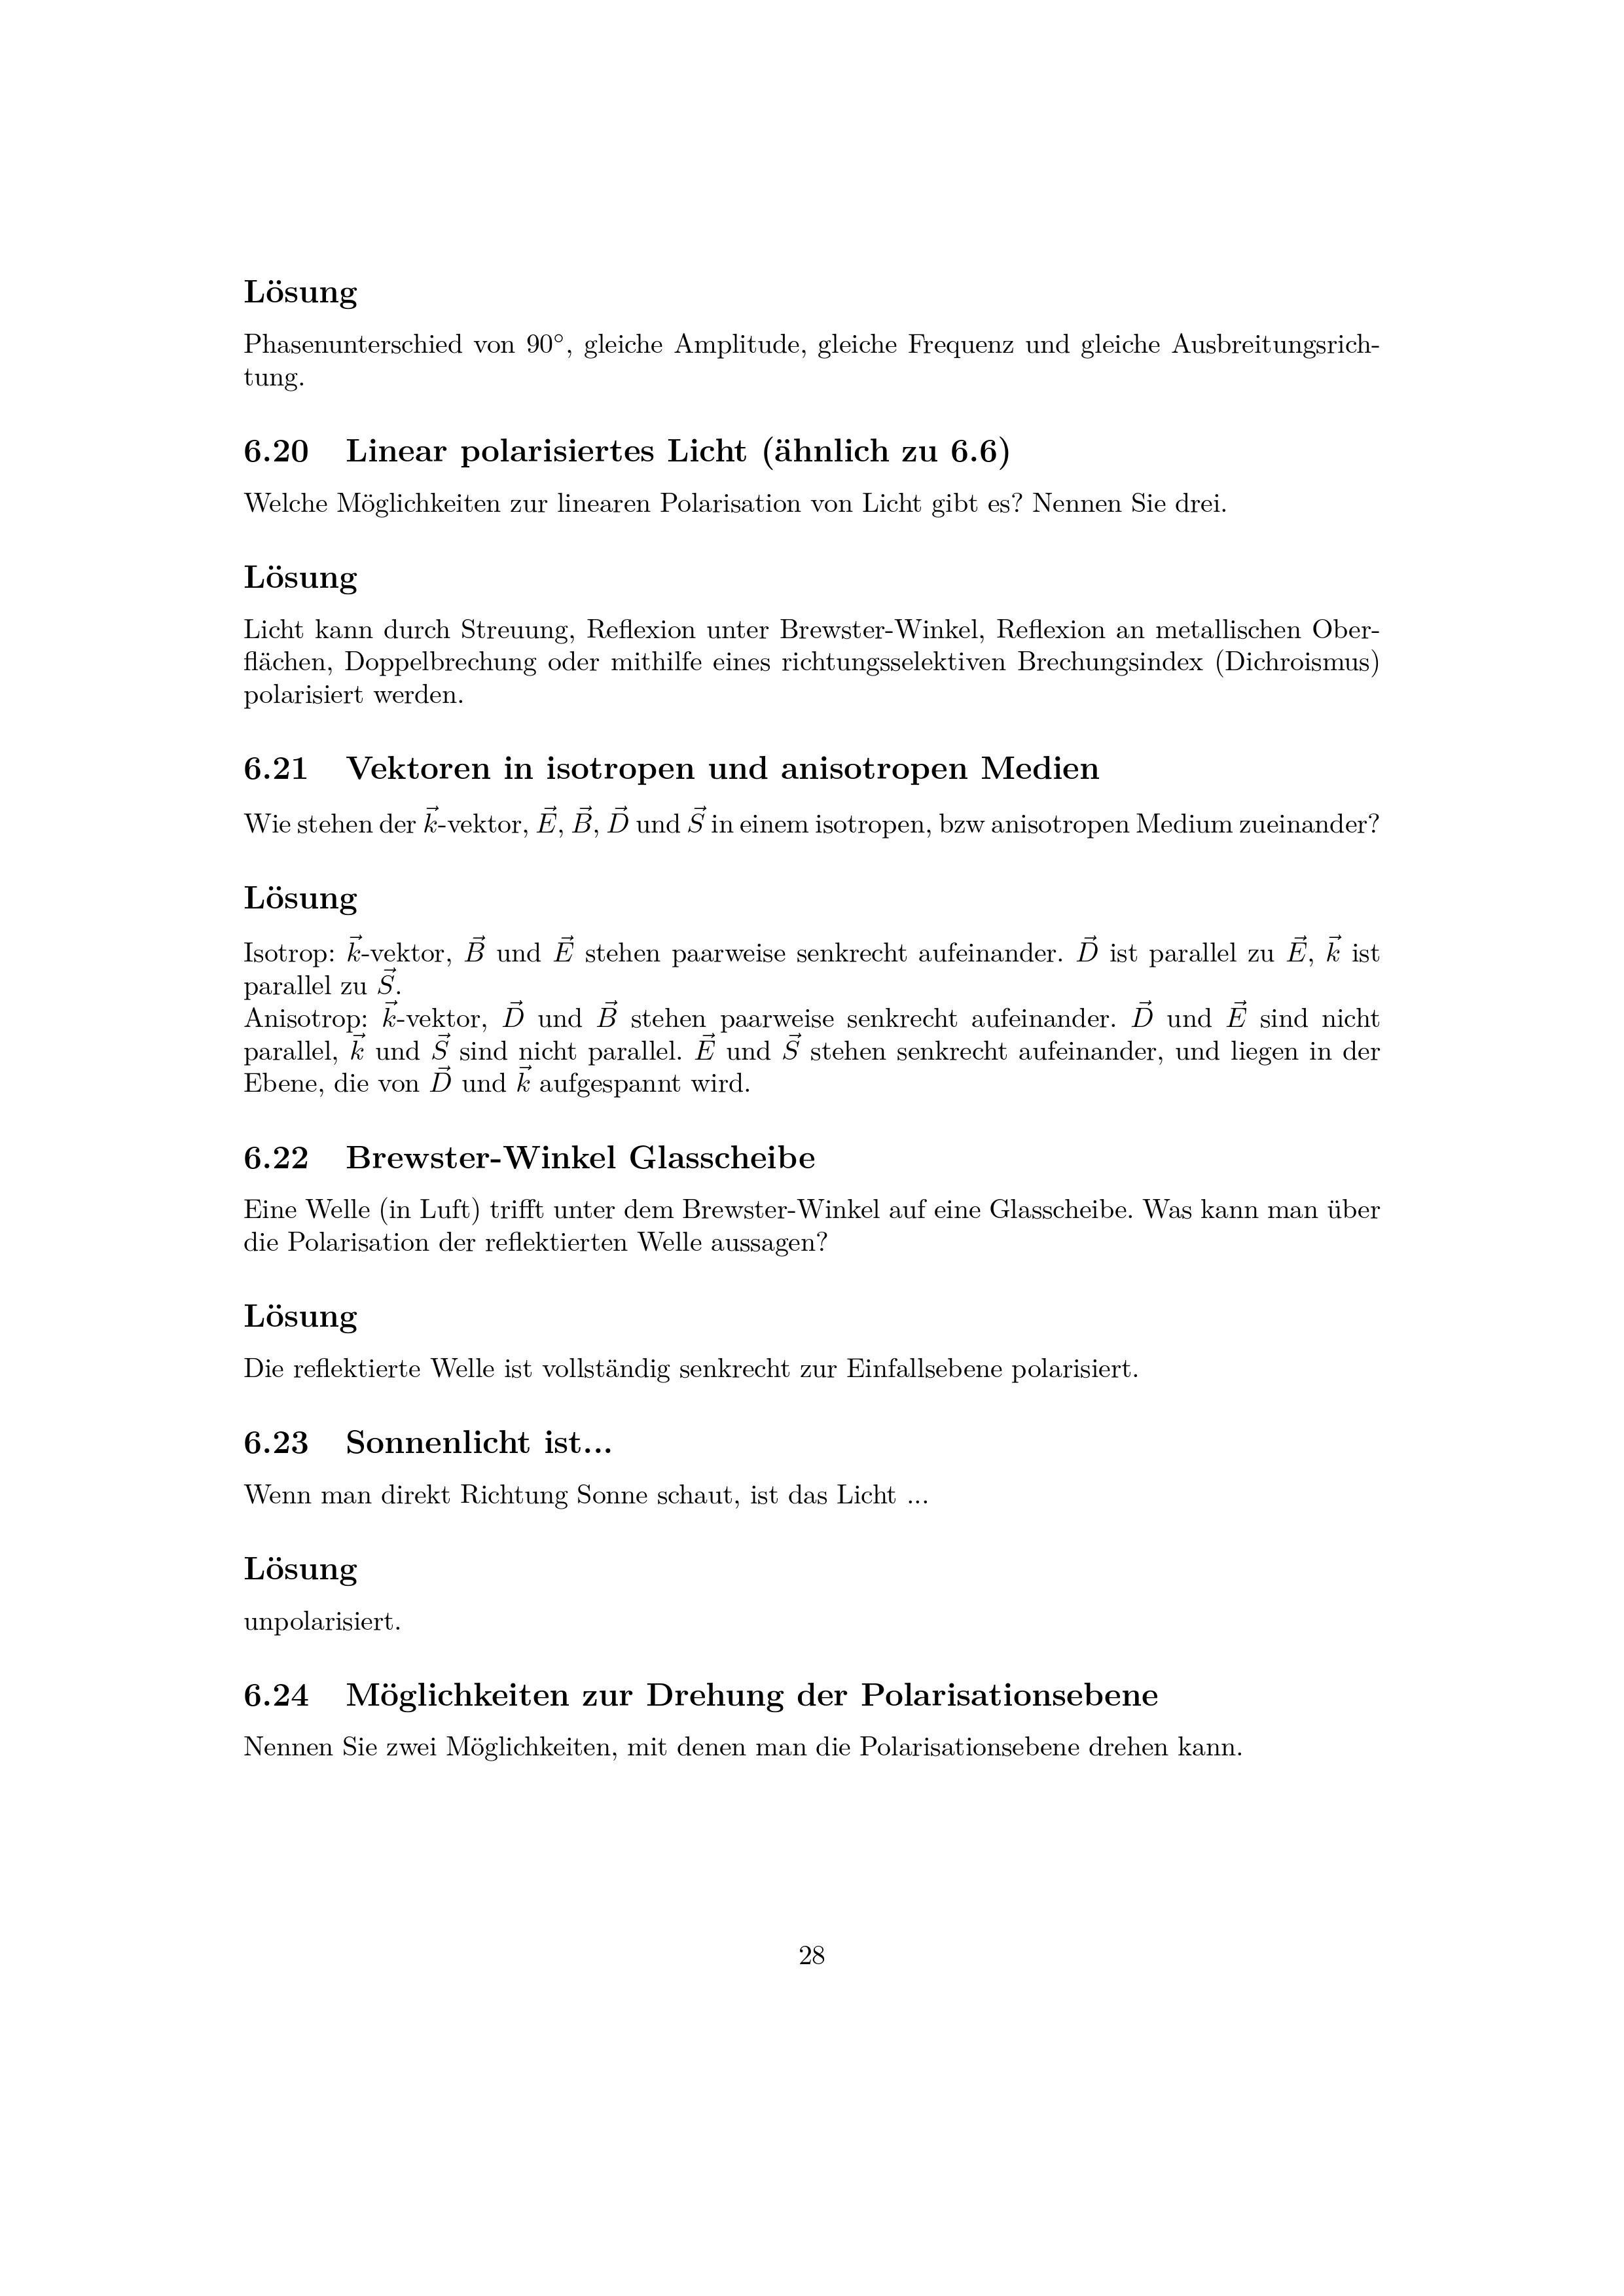 Lösung
Phasenunterschied von 90°, gleiche Amplitude, gleiche Frequenz und gleiche Ausbreitungsrich-
tung.
6.20 Linear polarisiertes Licht (ähnlich zu 6.6)
Welche Möglichkeiten zur linearen Polarisation von Licht gibt es? Nennen Sie drei.
Lösung
Licht kann durch Streuung, Reflexion unter Brewster-Winkel, Reflexion an metallischen Ober-
flächen, Doppelbrechung oder mithilfe eines richtungsselektiven Brechungsindex (Dichroismus)
polarisiert werden.
6.21 Vektoren in isotropen und anisotropen Medien
Wie stehen der $\vec{k}$-vektor, $\vec{E}$, $\vec{B}$, $\vec{D}$ und $\vec{S}$ in einem isotropen, bzw anisotropen Medium zueinander?
Lösung
Isotrop: $\vec{k}$-vektor, $\vec{B}$ und $\vec{E}$ stehen paarweise senkrecht aufeinander. $\vec{D}$ ist parallel zu $\vec{E}$, $\vec{k}$ ist
parallel zu $\vec{S}$.
Anisotrop: $\vec{k}$-vektor, $\vec{D}$ und $\vec{B}$ stehen paarweise senkrecht aufeinander. $\vec{D}$ und $\vec{E}$ sind nicht
parallel, $\vec{k}$ und $\vec{S}$ sind nicht parallel. $\vec{E}$ und $\vec{S}$ stehen senkrecht aufeinander, und liegen in der
Ebene, die von $\vec{D}$ und $\vec{k}$ aufgespannt wird.
6.22 Brewster-Winkel Glasscheibe
Eine Welle (in Luft) trifft unter dem Brewster-Winkel auf eine Glasscheibe. Was kann man über
die Polarisation der reflektierten Welle aussagen?
Lösung
Die reflektierte Welle ist vollständig senkrecht zur Einfallsebene polarisiert.
6.23 Sonnenlicht ist...
Wenn man direkt Richtung Sonne schaut, ist das Licht ...
Lösung
unpolarisiert.
6.24 Möglichkeiten zur Drehung der Polarisationsebene
Nennen Sie zwei Möglichkeiten, mit denen man die Polarisationsebene drehen kann.
28